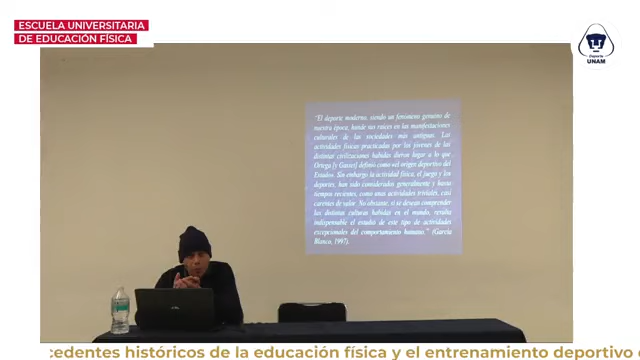 ESCUELA UNIVERSITARIA
DE EDUCACIÓN FÍSICA
Deporte
UNAM
"El deporte moderno, siendo un fenómeno genuino de
nuestra época, hunde sus raíces en las manifestaciones
culturales de las sociedades más antiguas. Las
actividades físicas practicadas por los jóvenes de las
distintas civilizaciones habidas dieron lugar a lo que
Ortega [y Gasset] definió como «el origen deportivo del
Estado». Sin embargo la actividad física, el juego y los
deportes, han sido considerados generalmente y hasta
tiempos recientes, como unas actividades triviales, casi
carentes de valor. No obstante, si se desean comprender
las distintas culturas habidas en el mundo, resulta
indispensable el estudio de este tipo de actividades
excepcionales del comportamiento humano." (García
Blanco, 1997).
cedentes históricos de la educación física y el entrenamiento deportivo